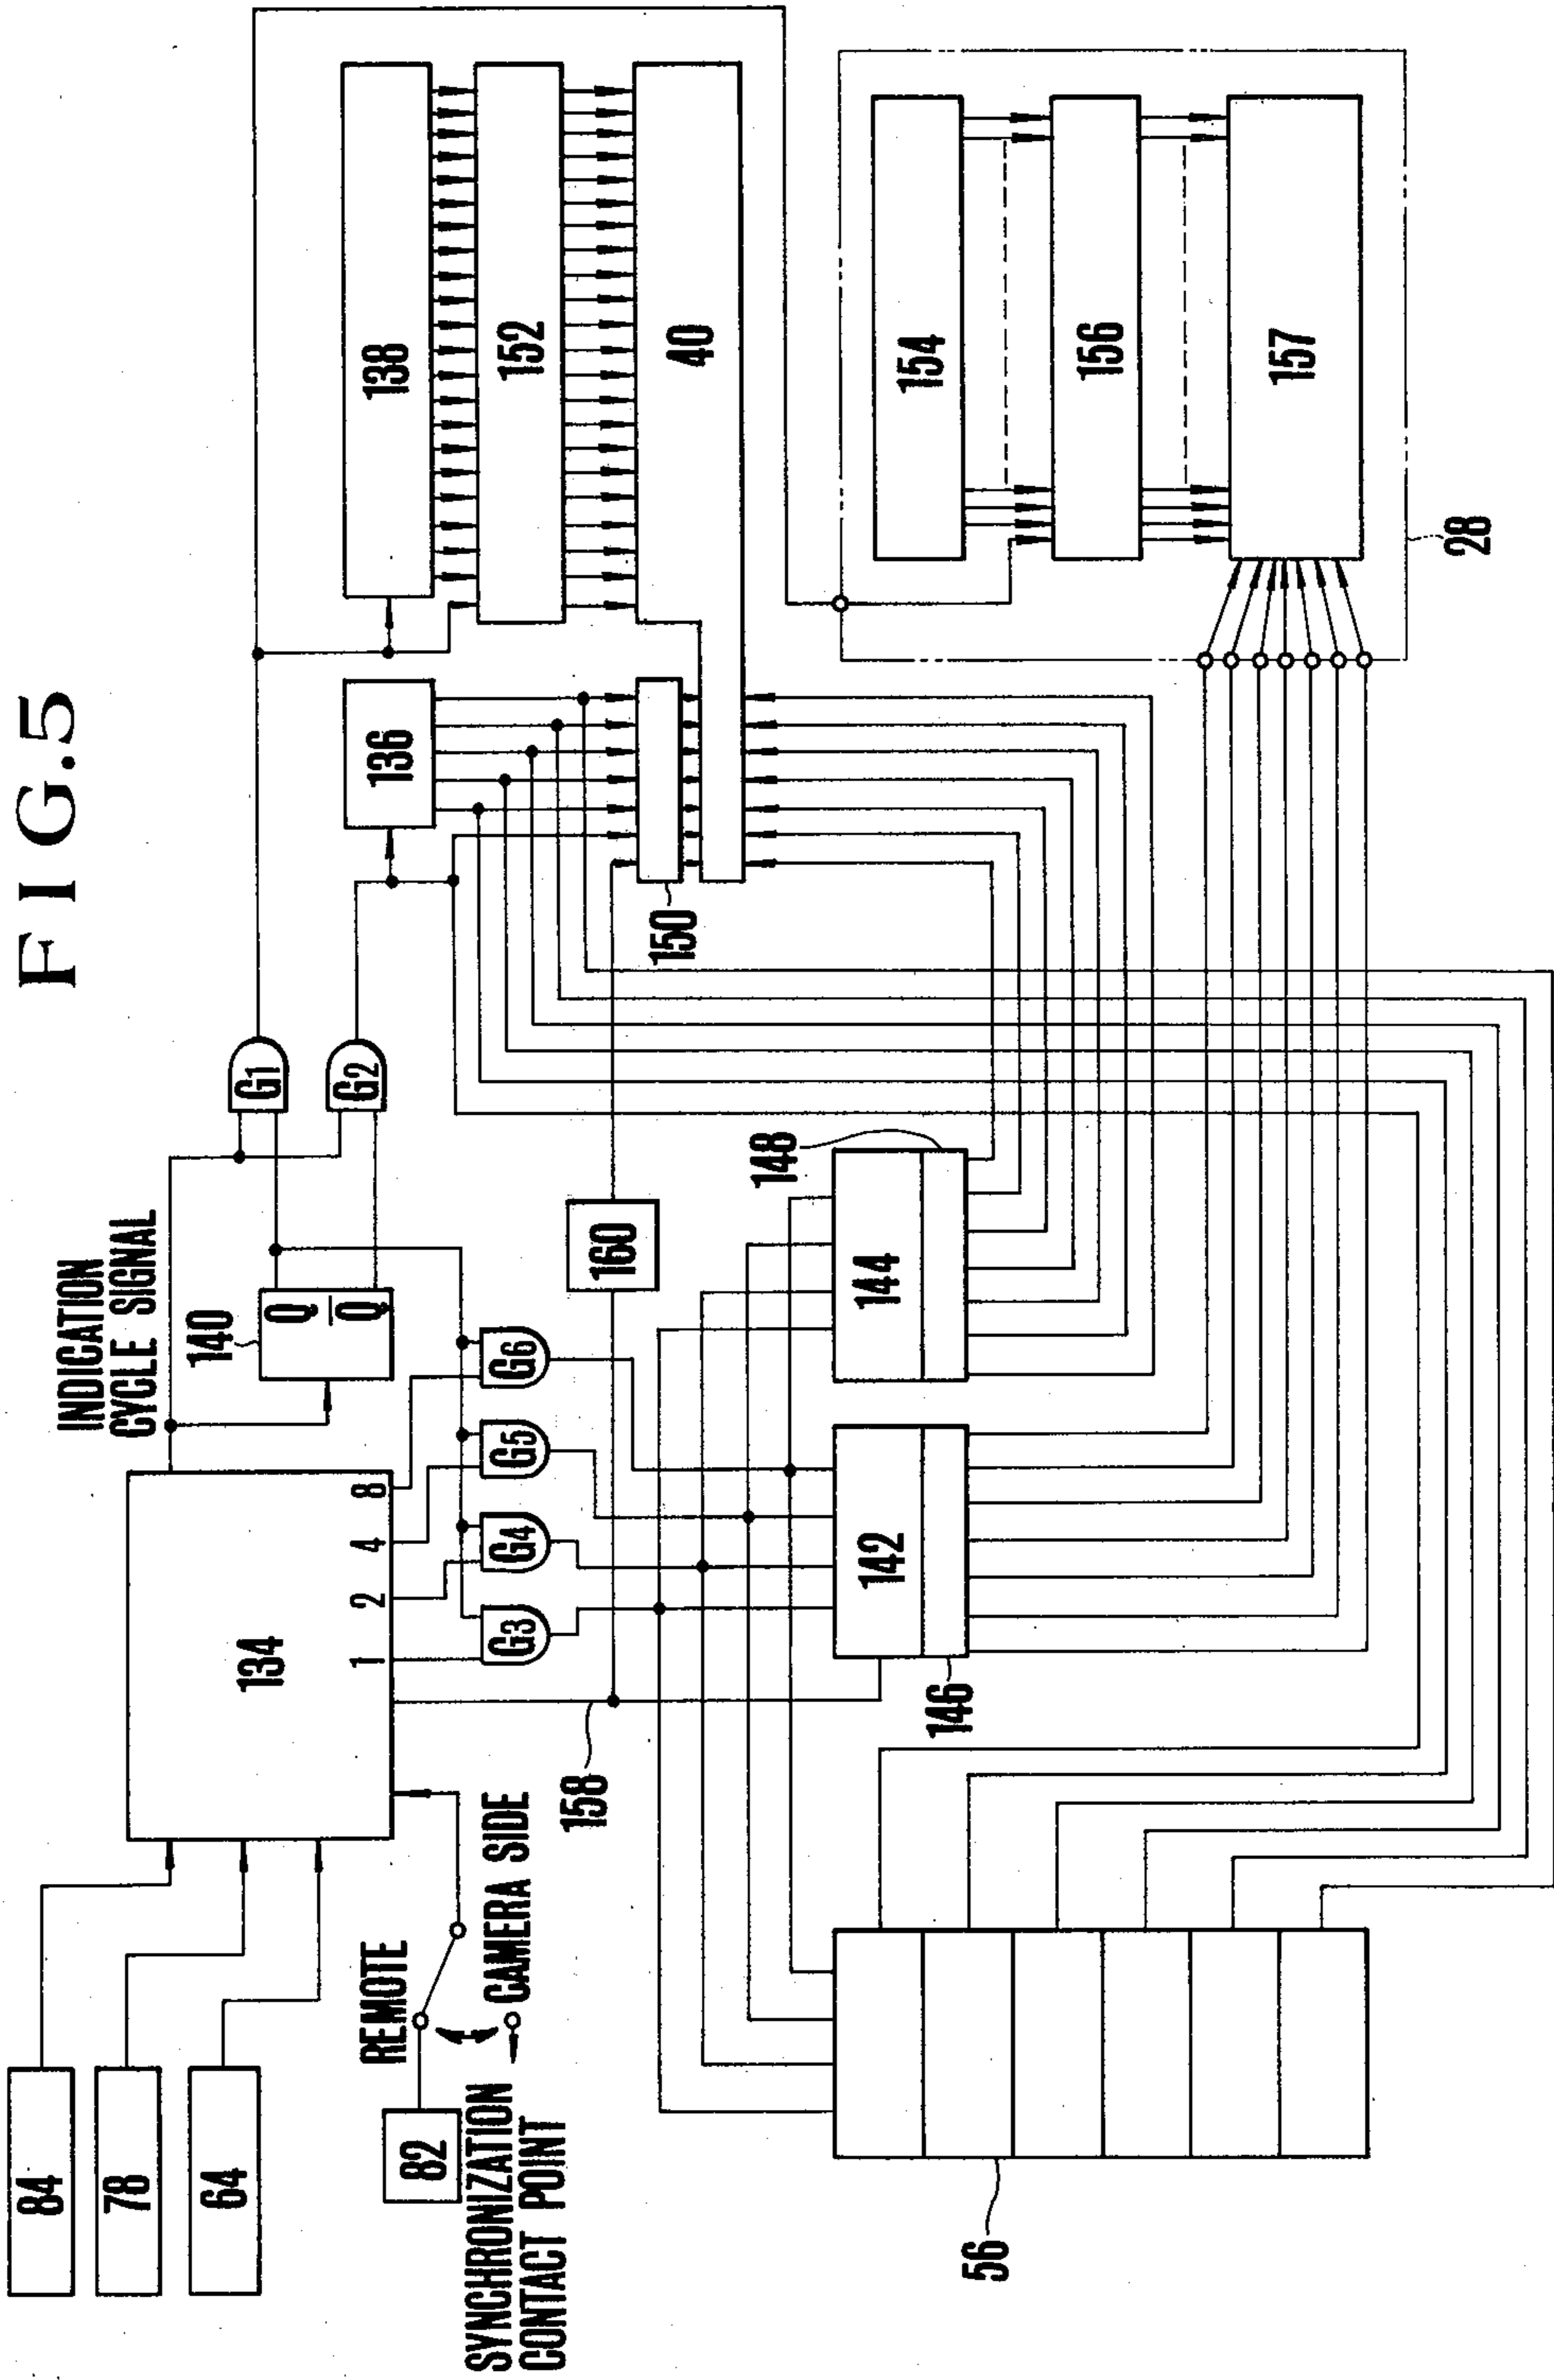 FIG.5
84
78
64
82
SYNCHRONIZATION
CONTACT POINT
REMOTE
CAMERA SIDE
134
1
2
4
8
INDICATION
CYCLE SIGNAL
140
Q
Q
G1
G2
G3
G4
G5
G6
158
160
136
138
152
40
150
142
146
144
148
154
156
157
28
56